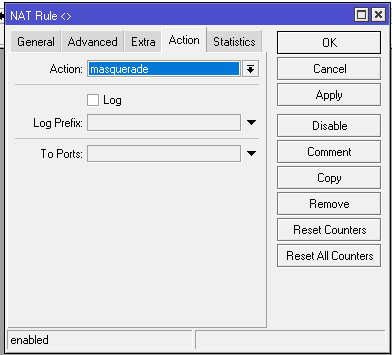 NAT Rule <>
General Advanced Extra Action Statistics
Action: masquerade
Log
Log Prefix:
To Ports:
OK
Cancel
Apply
Disable
Comment
Copy
Remove
Reset Counters
Reset All Counters
enabled